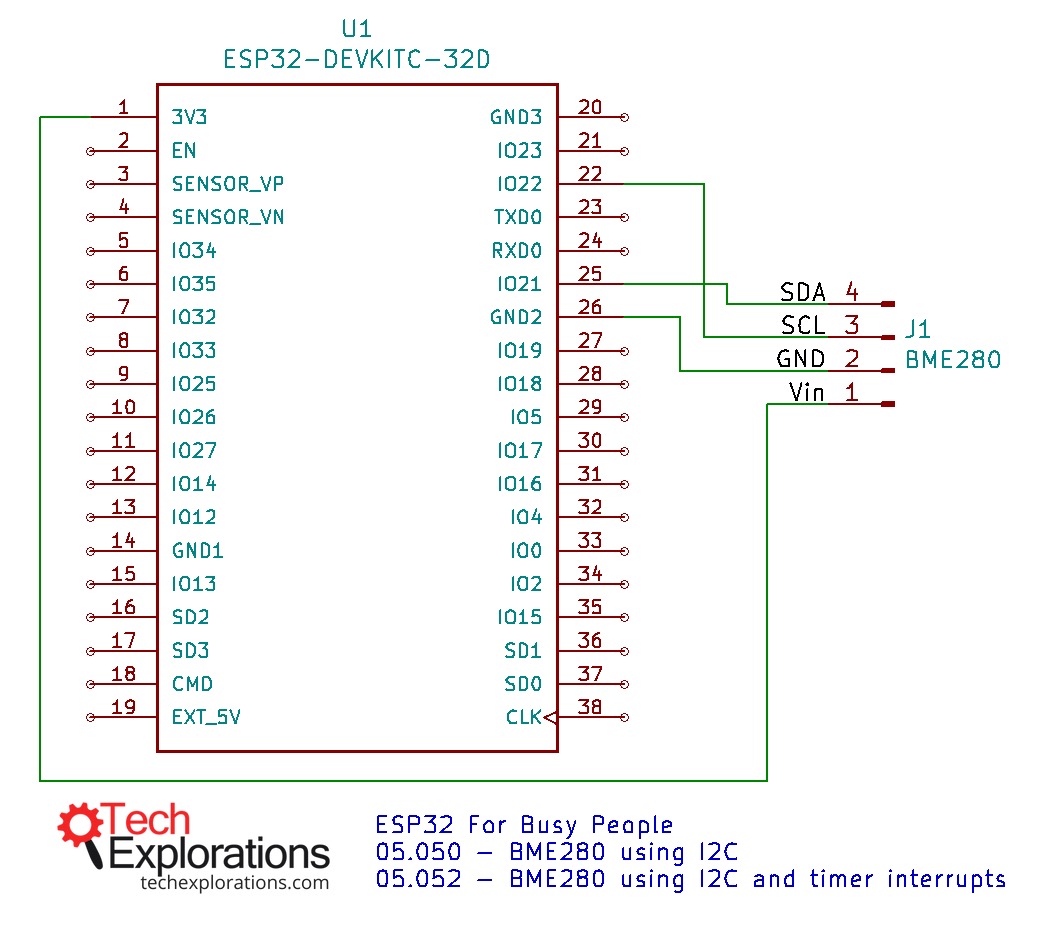 U1
ESP32-DEVKITC-32D
1 3V3 GND3 20
2 EN IO23 21
3 SENSOR_VP IO22 22
4 SENSOR_VN TXD0 23
5 IO34 RXD0 24
6 IO35 IO21 25
7 IO32 GND2 26
8 IO33 IO19 27
9 IO25 IO18 28
10 IO26 IO5 29
11 IO27 IO17 30
12 IO14 IO16 31
13 IO12 IO4 32
14 GND1 IO0 33
15 IO13 IO2 34
16 SD2 IO15 35
17 SD3 SD1 36
18 CMD SD0 37
19 EXT_5V CLK 38
SDA 4
SCL 3
GND 2
Vin 1
J1
BME280
Tech
Explorations
techexplorations.com
ESP32 For Busy People
05.050 - BME280 using I2C
05.052 - BME280 using I2C and timer interrupts